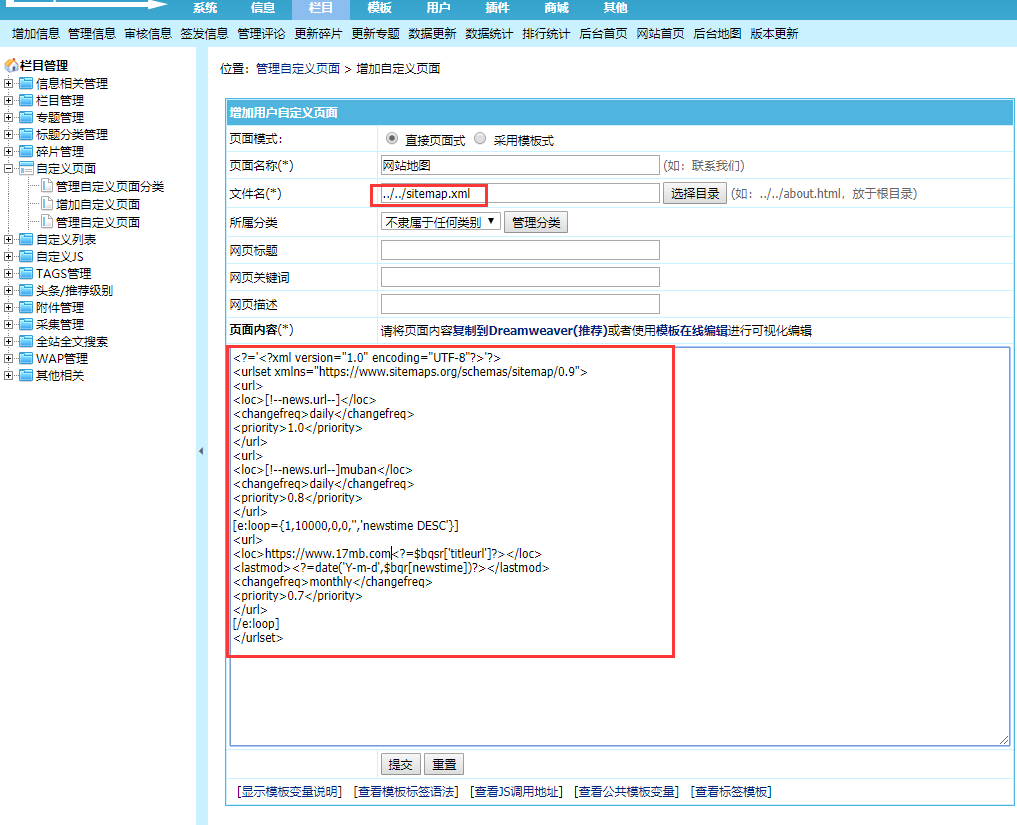 系统 信息 栏目 模板 用户 插件 商城 其他
增加信息 管理信息 审核信息 签发信息 管理评论 更新碎片 更新专题 数据更新 数据统计 排行统计 后台首页 网站首页 后台地图 版本更新
栏目管理
信息相关管理
栏目管理
专题管理
标题分类管理
碎片管理
自定义页面
管理自定义页面分类
增加自定义页面
管理自定义页面
自定义列表
自定义JS
TAGS管理
头条/推荐级别
附件管理
采集管理
全站全文搜索
WAP管理
其他相关
位置：管理自定义页面 > 增加自定义页面
增加用户自定义页面
页面模式： 直接页面式 采用模板式
页面名称(*) 网站地图 (如：联系我们)
文件名(*) ../../sitemap.xml 选择目录 (如：../../about.html，放于根目录)
所属分类 不隶属于任何类别 管理分类
网页标题
网页关键词
网页描述
页面内容(*) 请将页面内容复制到Dreamweaver(推荐)或者使用模板在线编辑进行可视化编辑
<?='<?xml version="1.0" encoding="UTF-8"?>'?>
<urlset xmlns="https://www.sitemaps.org/schemas/sitemap/0.9">
<url>
<loc>[!--news.url--]</loc>
<changefreq>daily</changefreq>
<priority>1.0</priority>
</url>
<url>
<loc>[!--news.url--]muban</loc>
<changefreq>daily</changefreq>
<priority>0.8</priority>
</url>
[e:loop={1,10000,0,0,'','newstime DESC'}]
<url>
<loc>https://www.17mb.com<?=$bqsr['titleurl']?></loc>
<lastmod><?=date('Y-m-d',$bqr[newstime])?></lastmod>
<changefreq>monthly</changefreq>
<priority>0.7</priority>
</url>
[/e:loop]
</urlset>
提交 重置
[显示模板变量说明] [查看模板标签语法] [查看JS调用地址] [查看公共模板变量] [查看标签模板]